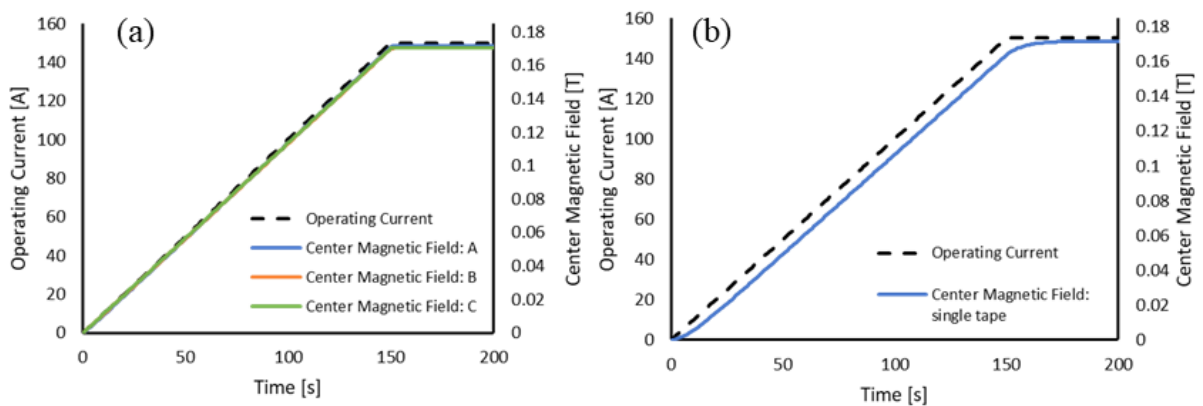 (a)
Operating Current [A]
160
140
120
100
80
60
40
20
0
0 50 100 150 200
Time [s]
0.18
0.16
0.14
0.12
0.1
0.08
0.06
0.04
0.02
0
Center Magnetic Field [T]
Operating Current
Center Magnetic Field: A
Center Magnetic Field: B
Center Magnetic Field: C
(b)
Operating Current [A]
160
140
120
100
80
60
40
20
0
0 50 100 150 200
Time [s]
0.18
0.16
0.14
0.12
0.1
0.08
0.06
0.04
0.02
0
Center Magnetic Field [T]
Operating Current
Center Magnetic Field:
single tape